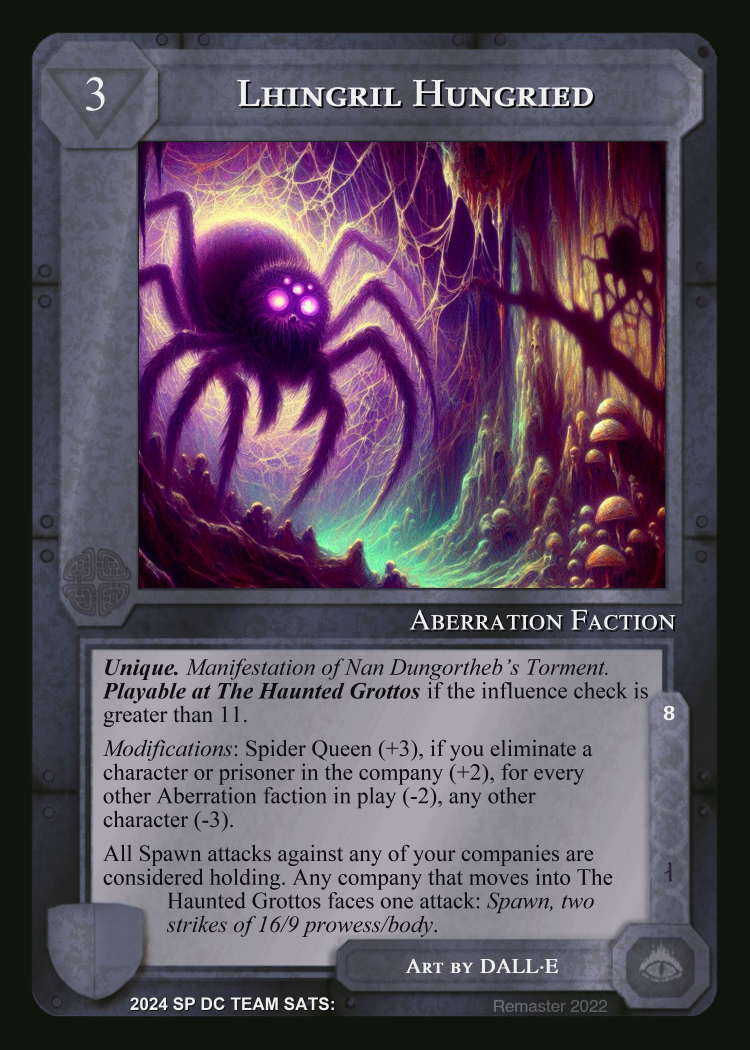 3
Lhingril Hungried
Aberration Faction
Unique. Manifestation of Nan Dungortheb's Torment.
Playable at The Haunted Grottos if the influence check is
greater than 11.
8
Modifications: Spider Queen (+3), if you eliminate a
character or prisoner in the company (+2), for every
other Aberration faction in play (-2), any other
character (-3).
All Spawn attacks against any of your companies are
considered holding. Any company that moves into The
Haunted Grottos faces one attack: Spawn, two
strikes of 16/9 prowess/body.
Art by DALL·E
2024 SP DC TEAM SATS:
Remaster 2022